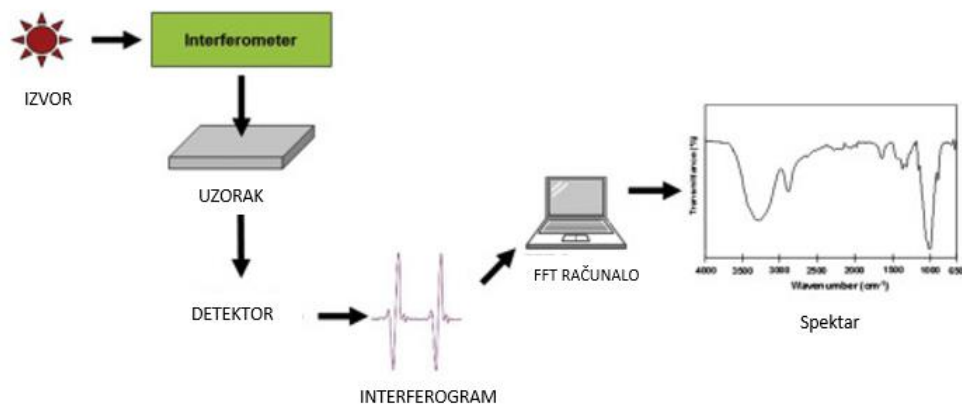 Interferometer
IZVOR
UZORAK
DETEKTOR
INTERFEROGRAM
FFT RAČUNALO
Transmittance (%)
4000 3500 3000 2500 2000 1500 1000 650
Wavenumber (cm⁻¹)
Spektar